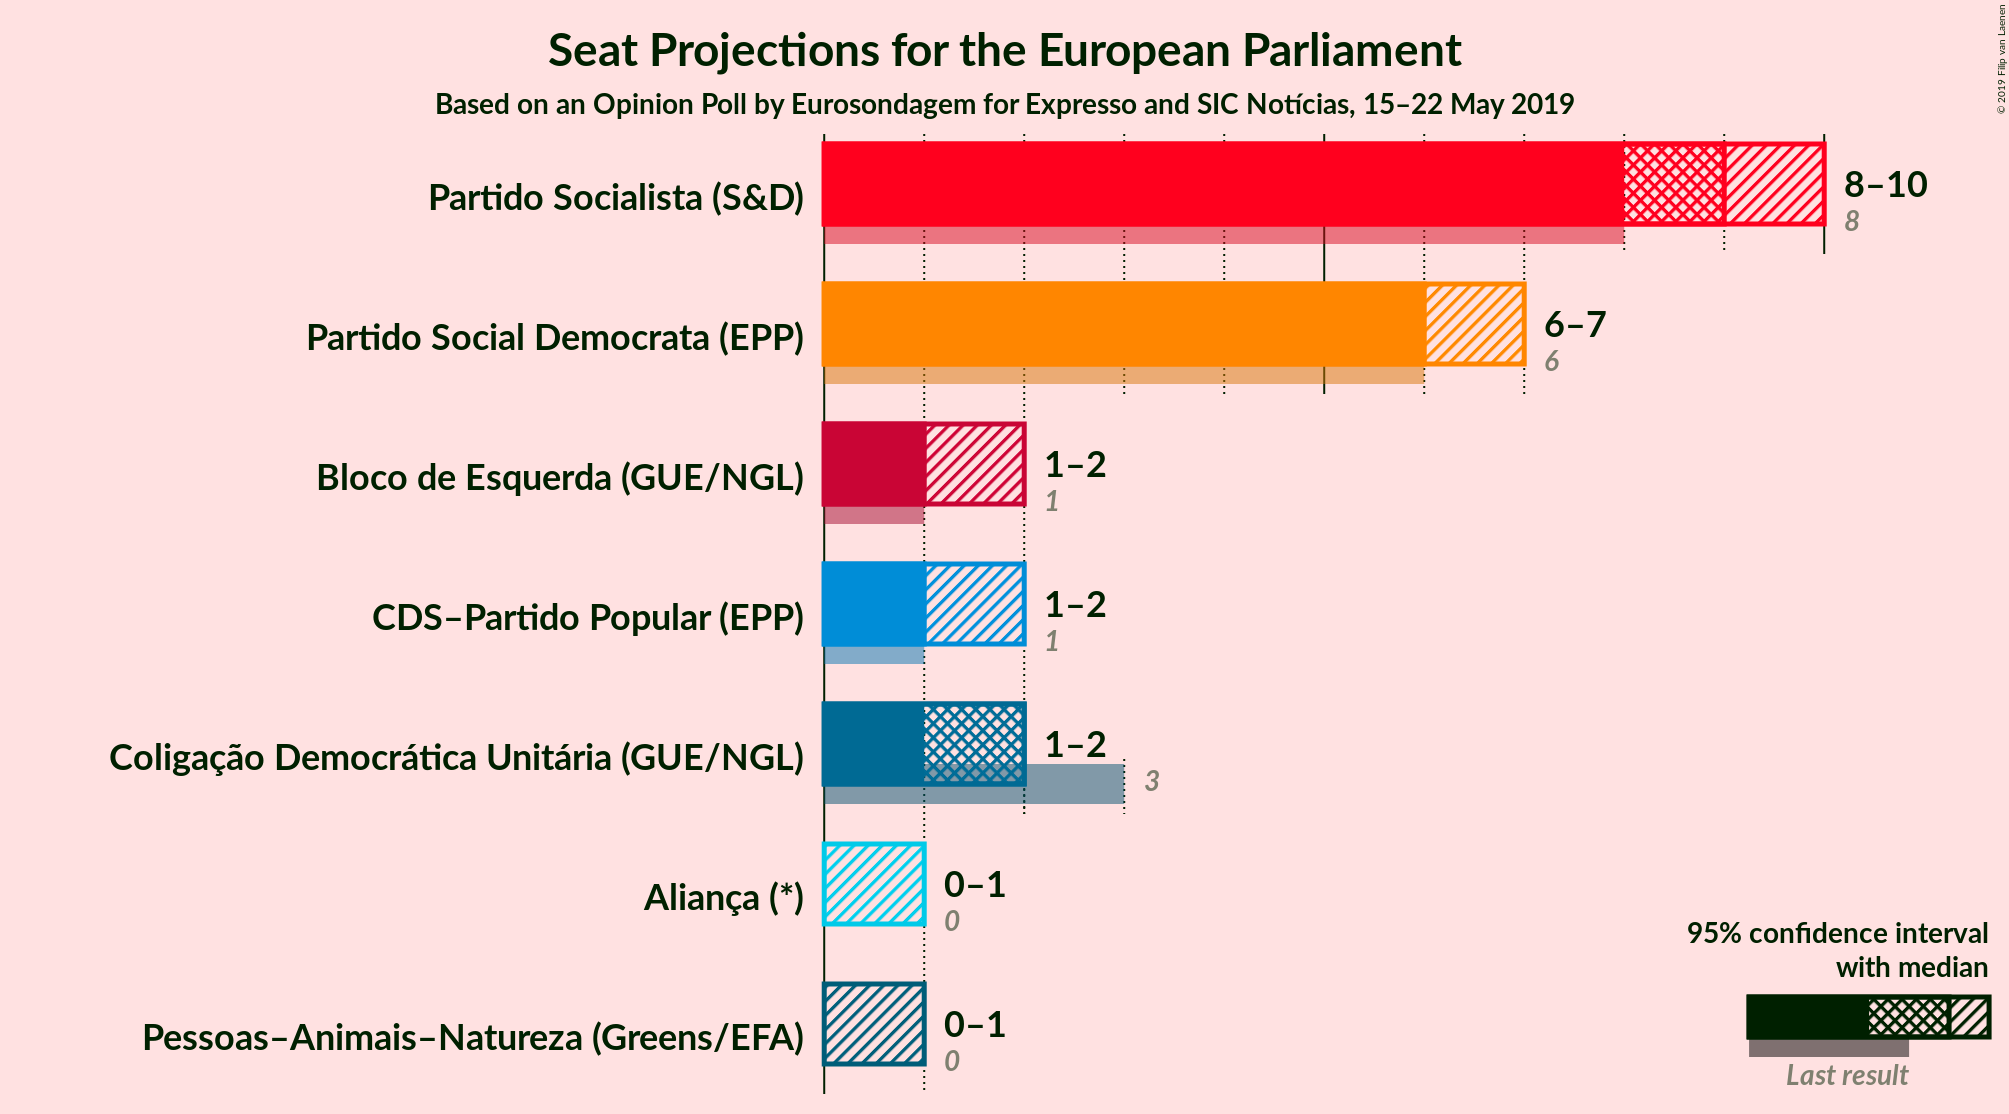 Seat Projections for the European Parliament
Based on an Opinion Poll by Eurosondagem for Expresso and SIC Notícias, 15–22 May 2019
© 2019 Filip van Laenen
Partido Socialista (S&D)
8–10
8
Partido Social Democrata (EPP)
6–7
6
Bloco de Esquerda (GUE/NGL)
1–2
1
CDS–Partido Popular (EPP)
1–2
1
Coligação Democrática Unitária (GUE/NGL)
1–2
3
Aliança (*)
0–1
0
Pessoas–Animais–Natureza (Greens/EFA)
0–1
0
95% confidence interval
with median
Last result